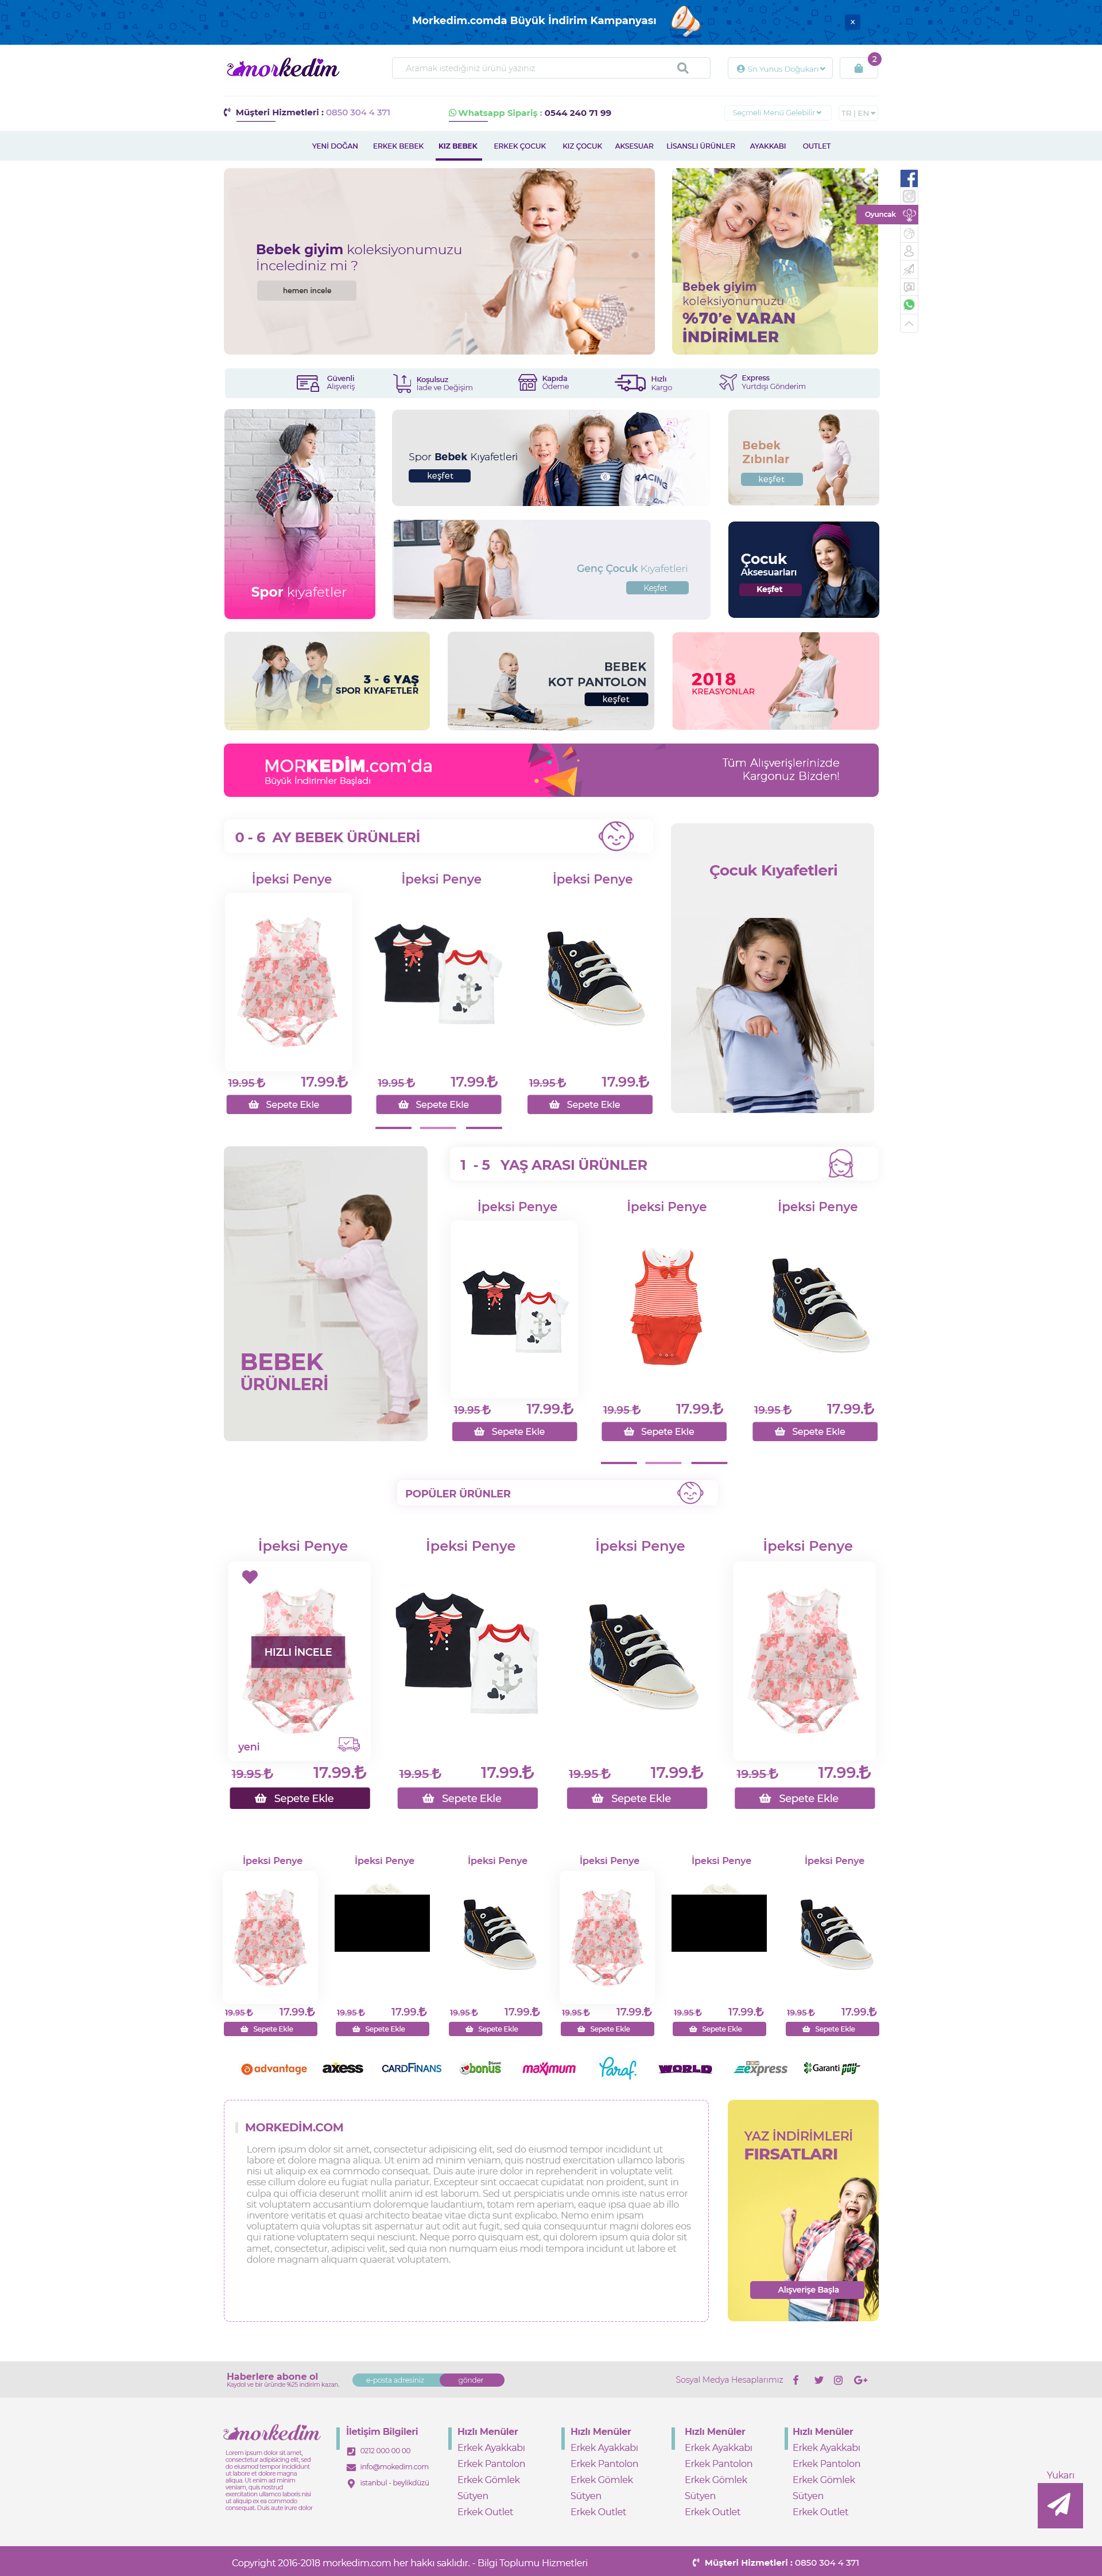 Morkedim.comda Büyük İndirim Kampanyası
x
morkedim
Aramak istediğiniz ürünü yazınız
Sn Yunus Doğukan
2
Müşteri Hizmetleri : 0850 304 4 371
Whatsapp Sipariş : 0544 240 71 99
Seçmeli Menü Gelebilir
TR | EN
YENİ DOĞAN ERKEK BEBEK KIZ BEBEK ERKEK ÇOCUK KIZ ÇOCUK AKSESUAR LİSANSLI ÜRÜNLER AYAKKABI OUTLET
Bebek giyim koleksiyonumuzu
İncelediniz mi ?
hemen incele
Bebek giyim
koleksiyonumuzu
%70'e VARAN
İNDİRİMLER
Oyuncak
Güvenli
Alışveriş
Koşulsuz
İade ve Değişim
Kapıda
Ödeme
Hızlı
Kargo
Express
Yurtdışı Gönderim
Spor kıyafetler
Spor Bebek Kıyafetleri
keşfet
RACING
Bebek
Zıbınlar
keşfet
Genç Çocuk Kıyafetleri
Keşfet
Çocuk
Aksesuarları
Keşfet
3 - 6 YAŞ
SPOR KIYAFETLER
BEBEK
KOT PANTOLON
keşfet
2018
KREASYONLAR
MORKEDİM.com'da
Büyük İndirimler Başladı
Tüm Alışverişlerinizde
Kargonuz Bizden!
0 - 6 AY BEBEK ÜRÜNLERİ
İpeksi Penye İpeksi Penye İpeksi Penye
19.95₺ 17.99.₺ 19.95₺ 17.99.₺ 19.95₺ 17.99.₺
Sepete Ekle Sepete Ekle Sepete Ekle
Çocuk Kıyafetleri
BEBEK
ÜRÜNLERİ
1 - 5 YAŞ ARASI ÜRÜNLER
İpeksi Penye İpeksi Penye İpeksi Penye
19.95₺ 17.99.₺ 19.95₺ 17.99.₺ 19.95₺ 17.99.₺
Sepete Ekle Sepete Ekle Sepete Ekle
POPÜLER ÜRÜNLER
İpeksi Penye İpeksi Penye İpeksi Penye İpeksi Penye
HIZLI İNCELE
yeni
19.95₺ 17.99.₺ 19.95₺ 17.99.₺ 19.95₺ 17.99.₺ 19.95₺ 17.99.₺
Sepete Ekle Sepete Ekle Sepete Ekle Sepete Ekle
İpeksi Penye İpeksi Penye İpeksi Penye İpeksi Penye İpeksi Penye İpeksi Penye
19.95₺ 17.99.₺ 19.95₺ 17.99.₺ 19.95₺ 17.99.₺ 19.95₺ 17.99.₺ 19.95₺ 17.99.₺ 19.95₺ 17.99.₺
Sepete Ekle Sepete Ekle Sepete Ekle Sepete Ekle Sepete Ekle Sepete Ekle
advantage axess CARDFINANS bonus maximum Paraf WORLD express Garanti pay
MORKEDİM.COM
Lorem ipsum dolor sit amet, consectetur adipisicing elit, sed do eiusmod tempor incididunt ut
labore et dolore magna aliqua. Ut enim ad minim veniam, quis nostrud exercitation ullamco laboris
nisi ut aliquip ex ea commodo consequat. Duis aute irure dolor in reprehenderit in voluptate velit
esse cillum dolore eu fugiat nulla pariatur. Excepteur sint occaecat cupidatat non proident, sunt in
culpa qui officia deserunt mollit anim id est laborum. Sed ut perspiciatis unde omnis iste natus error
sit voluptatem accusantium doloremque laudantium, totam rem aperiam, eaque ipsa quae ab illo
inventore veritatis et quasi architecto beatae vitae dicta sunt explicabo. Nemo enim ipsam
voluptatem quia voluptas sit aspernatur aut odit aut fugit, sed quia consequuntur magni dolores eos
qui ratione voluptatem sequi nesciunt. Neque porro quisquam est, qui dolorem ipsum quia dolor sit
amet, consectetur, adipisci velit, sed quia non numquam eius modi tempora incidunt ut labore et
dolore magnam aliquam quaerat voluptatem.
YAZ İNDİRİMLERİ
FIRSATLARI
Alışverişe Başla
Haberlere abone ol
Kaydol ve bir üründe %25 indirim kazan.
e-posta adresiniz
gönder
Sosyal Medya Hesaplarımız
morkedim
Lorem ipsum dolor sit amet,
consectetur adipisicing elit, sed
do eiusmod tempor incididunt
ut labore et dolore magna
aliqua. Ut enim ad minim
veniam, quis nostrud
exercitation ullamco laboris nisi
ut aliquip ex ea commodo
consequat. Duis aute irure dolor
İletişim Bilgileri
0212 000 00 00
info@mokedim.com
istanbul - beylikdüzü
Hızlı Menüler
Erkek Ayakkabı
Erkek Pantolon
Erkek Gömlek
Sütyen
Erkek Outlet
Hızlı Menüler
Erkek Ayakkabı
Erkek Pantolon
Erkek Gömlek
Sütyen
Erkek Outlet
Hızlı Menüler
Erkek Ayakkabı
Erkek Pantolon
Erkek Gömlek
Sütyen
Erkek Outlet
Hızlı Menüler
Erkek Ayakkabı
Erkek Pantolon
Erkek Gömlek
Sütyen
Erkek Outlet
Yukarı
Copyright 2016-2018 morkedim.com her hakkı saklıdır. - Bilgi Toplumu Hizmetleri
Müşteri Hizmetleri : 0850 304 4 371